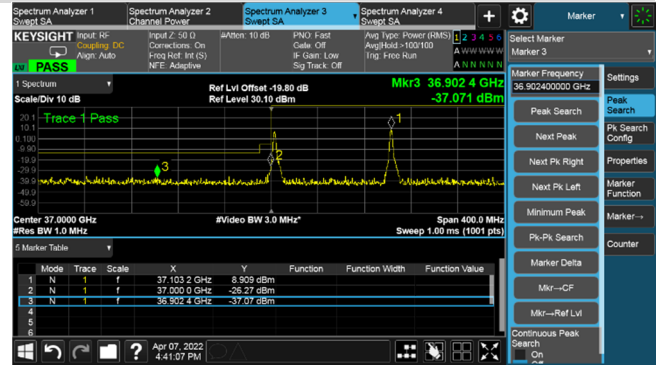 Spectrum Analyzer 1
Swept SA
Spectrum Analyzer 2
Channel Power
Spectrum Analyzer 3
Swept SA
Spectrum Analyzer 4
Swept SA
+
Marker
KEYSIGHT
LXI PASS
Input: RF
Coupling: DC
Align: Auto
Input Z: 50 Ω
Corrections: On
Freq Ref: Int (S)
NFE: Adaptive
#Atten: 10 dB
PNO: Fast
Gate: Off
IF Gain: Low
Sig Track: Off
Avg Type: Power (RMS)
Avg|Hold:>100/100
Trig: Free Run
1 2 3 4 5 6
A W W W W W
A N N N N N
Select Marker
Marker 3
1 Spectrum
Scale/Div 10 dB
Ref Lvl Offset -19.80 dB
Ref Level 30.10 dBm
Mkr3 36.902 4 GHz
-37.071 dBm
Trace 1 Pass
20.1
10.1
0.100
-9.90
-19.9
-29.9
-39.9
-49.9
-59.9
1
2
3
Center 37.0000 GHz
#Res BW 1.0 MHz
#Video BW 3.0 MHz*
Span 400.0 MHz
Sweep 1.00 ms (1001 pts)
5 Marker Table
Mode Trace Scale X Y Function Function Width Function Value
1 N 1 f 37.103 2 GHz 8.909 dBm
2 N 1 f 37.000 0 GHz -26.27 dBm
3 N 1 f 36.902 4 GHz -37.07 dBm
4
5
6
Marker Frequency
36.902400000 GHz
Peak Search
Next Peak
Next Pk Right
Next Pk Left
Minimum Peak
Pk-Pk Search
Marker Delta
Mkr→CF
Mkr→Ref Lvl
Continuous Peak
Search
On
Off
Settings
Peak
Search
Pk Search
Config
Properties
Marker
Function
Marker→
Counter
?
Apr 07, 2022
4:41:07 PM